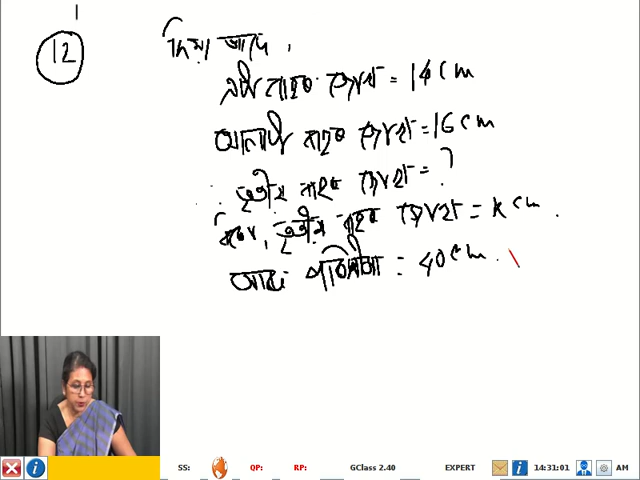 1
12
দিয়া আছে,
এটা বাহুৰ দৈৰ্ঘ্য = 14 cm
আনটো বাহুৰ দৈৰ্ঘ্য = 16 cm
∴ তৃতীয় বাহুৰ দৈৰ্ঘ্য = ?
তৃতীয় বাহুৰ দৈৰ্ঘ্য = x cm.
আৰু পৰিসীমা = 40 cm.
SS: QP: RP: GClass 2.40 EXPERT 14:31:01 AM